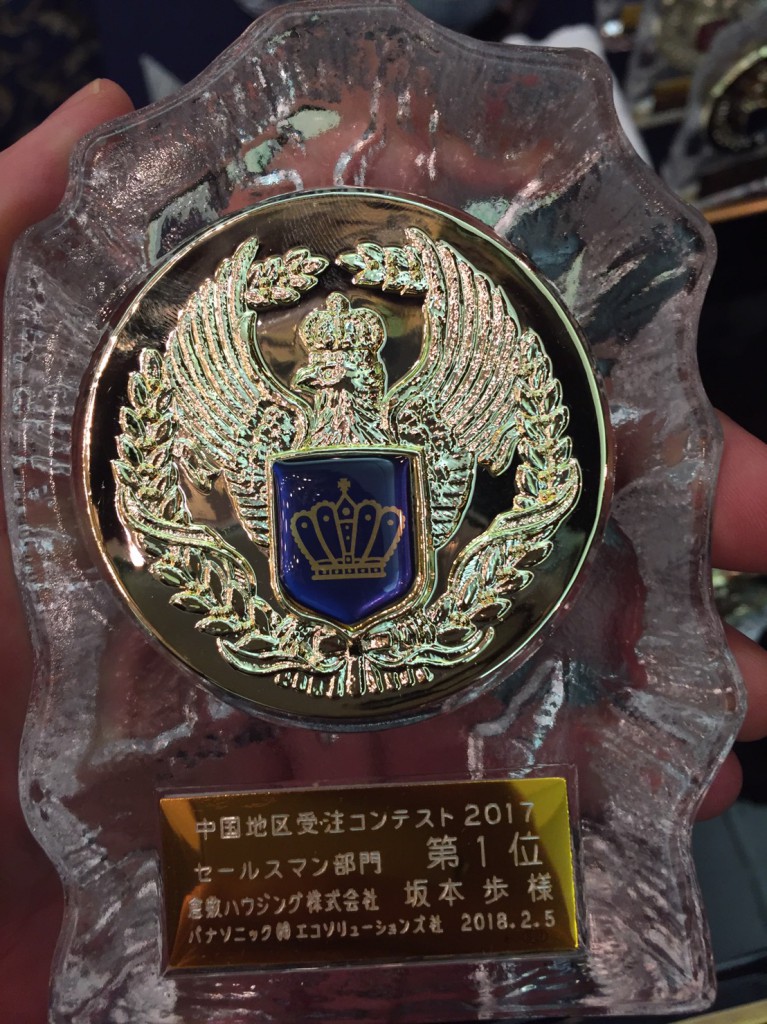 中国地区受注コンテスト2017
セールスマン部門 第1位
倉敷ハウジング株式会社 坂本 歩 様
パナソニック㈱エコソリューションズ社 2018.2.5